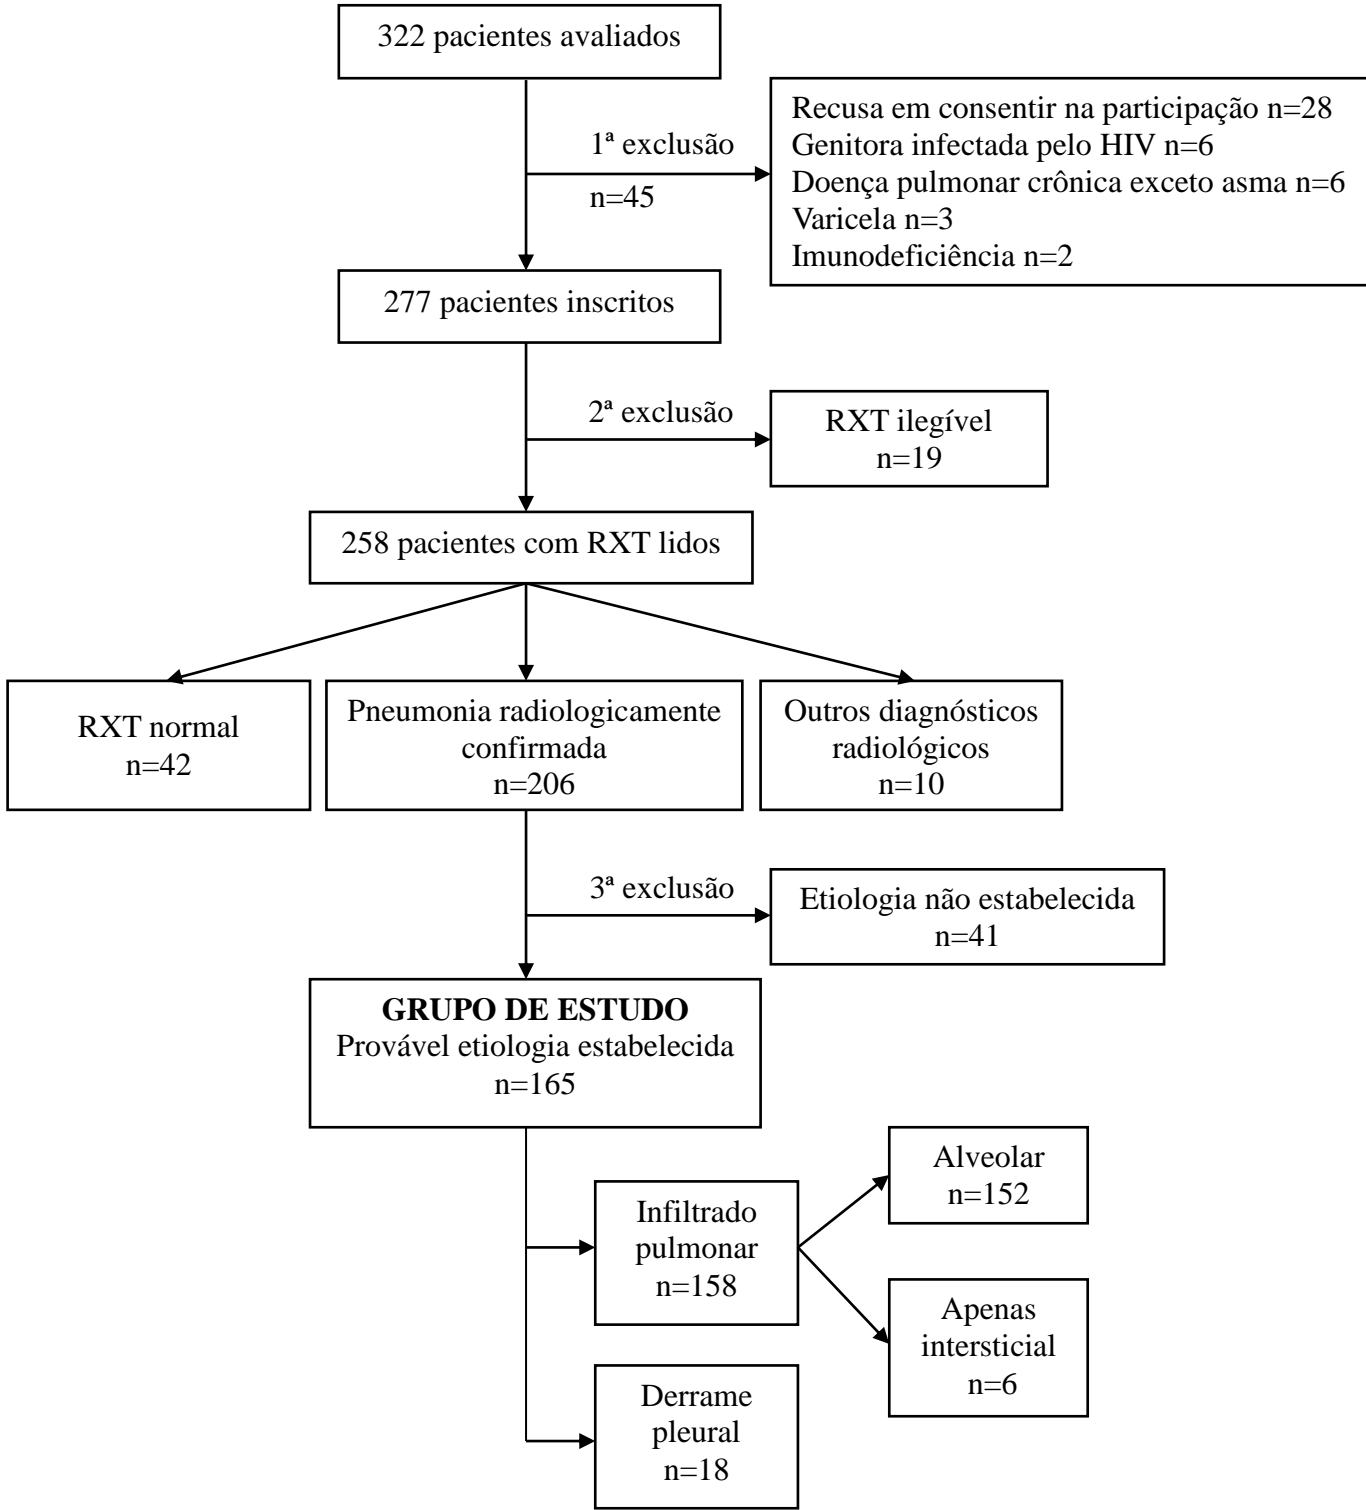 322 pacientes avaliados
1ª exclusão
n=45
Recusa em consentir na participação n=28
Genitora infectada pelo HIV n=6
Doença pulmonar crônica exceto asma n=6
Varicela n=3
Imunodeficiência n=2
277 pacientes inscritos
2ª exclusão
RXT ilegível
n=19
258 pacientes com RXT lidos
RXT normal
n=42
Pneumonia radiologicamente
confirmada
n=206
Outros diagnósticos
radiológicos
n=10
3ª exclusão
Etiologia não estabelecida
n=41
GRUPO DE ESTUDO
Provável etiologia estabelecida
n=165
Infiltrado
pulmonar
n=158
Alveolar
n=152
Apenas
intersticial
n=6
Derrame
pleural
n=18